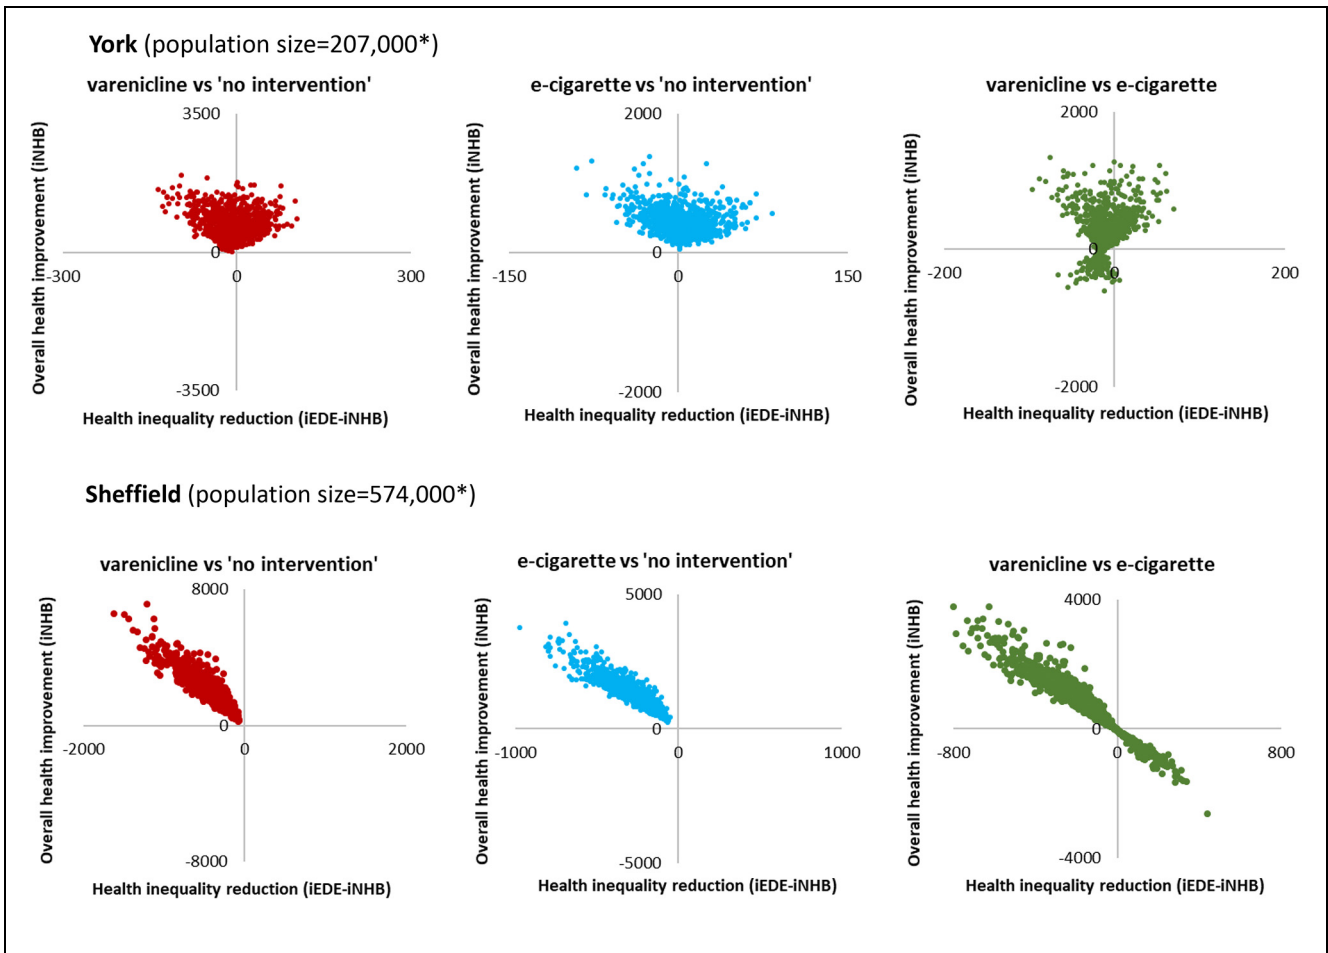 York (population size=207,000*)
varenicline vs 'no intervention'
3500
Overall health improvement (iNHB)
0
-300
0
300
-3500
Health inequality reduction (iEDE-iNHB)
e-cigarette vs 'no intervention'
2000
Overall health improvement (iNHB)
0
-150
0
150
-2000
Health inequality reduction (iEDE-iNHB)
varenicline vs e-cigarette
2000
Overall health improvement (iNHB)
0
-200
0
200
-2000
Health inequality reduction (iEDE-iNHB)
Sheffield (population size=574,000*)
varenicline vs 'no intervention'
8000
Overall health improvement (iNHB)
0
-2000
0
2000
-8000
Health inequality reduction (iEDE-iNHB)
e-cigarette vs 'no intervention'
5000
Overall health improvement (iNHB)
0
-1000
0
1000
-5000
Health inequality reduction (iEDE-iNHB)
varenicline vs e-cigarette
4000
Overall health improvement (iNHB)
0
-800
0
800
-4000
Health inequality reduction (iEDE-iNHB)